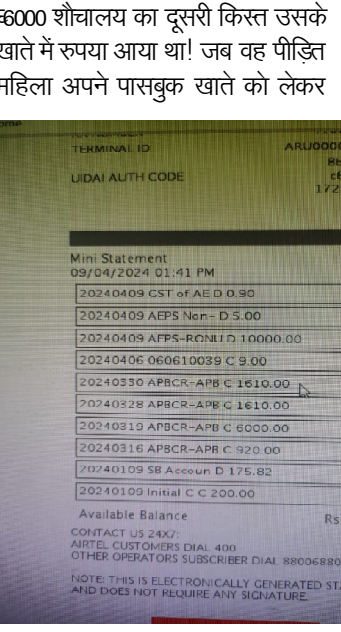 6000 शौचालय का दूसरी किस्त उसके
खाते में रुपया आया था! जब वह पीड़ित
महिला अपने पासबुक खाते को लेकर
TERMINAL ID ARU0000
UIDAI AUTH CODE
172
Mini Statement
09/04/2024 01:41 PM
20240409 CST of AE D 0.90
20240409 AEPS Non- D 5.00
20240409 AEPS-RONU D 10000.00
20240406 060610039 C 9.00
20240330 APBCR-APB C 1610.00
20240328 APBCR-APB C 1610.00
20240319 APBCR-APB C 6000.00
20240316 APBCR-APB C 920.00
20240109 SB Accoun D 175.82
20240109 Initial C C 200.00
Available Balance Rs
CONTACT US 24X7:
AIRTEL CUSTOMERS DIAL 400
OTHER OPERATORS SUBSCRIBER DIAL 88006880
NOTE: THIS IS ELECTRONICALLY GENERATED STA
AND DOES NOT REQUIRE ANY SIGNATURE.